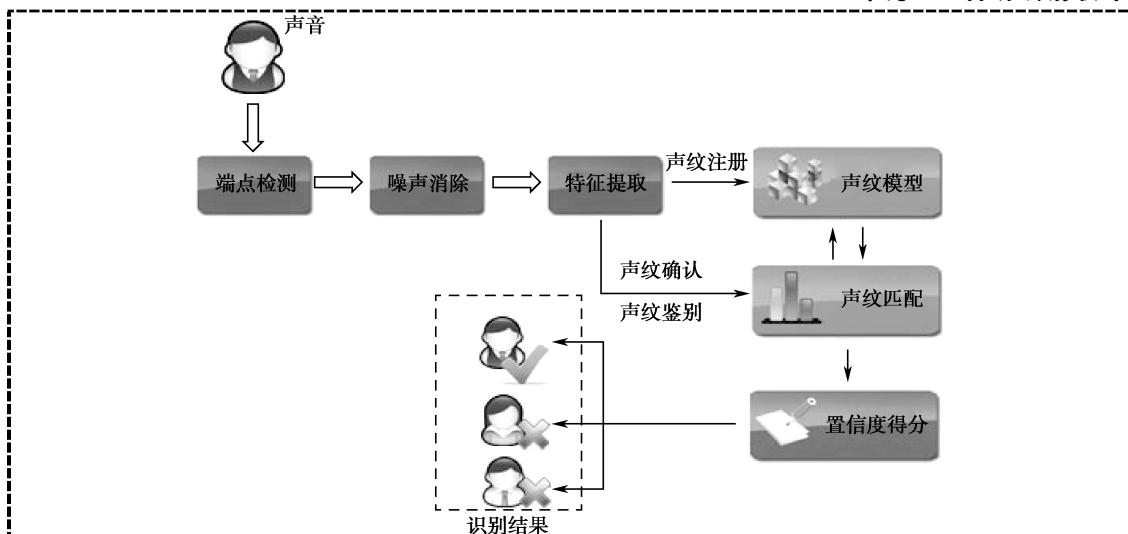 声音
端点检测
噪声消除
特征提取
声纹注册
声纹模型
声纹确认
声纹鉴别
声纹匹配
置信度得分
识别结果